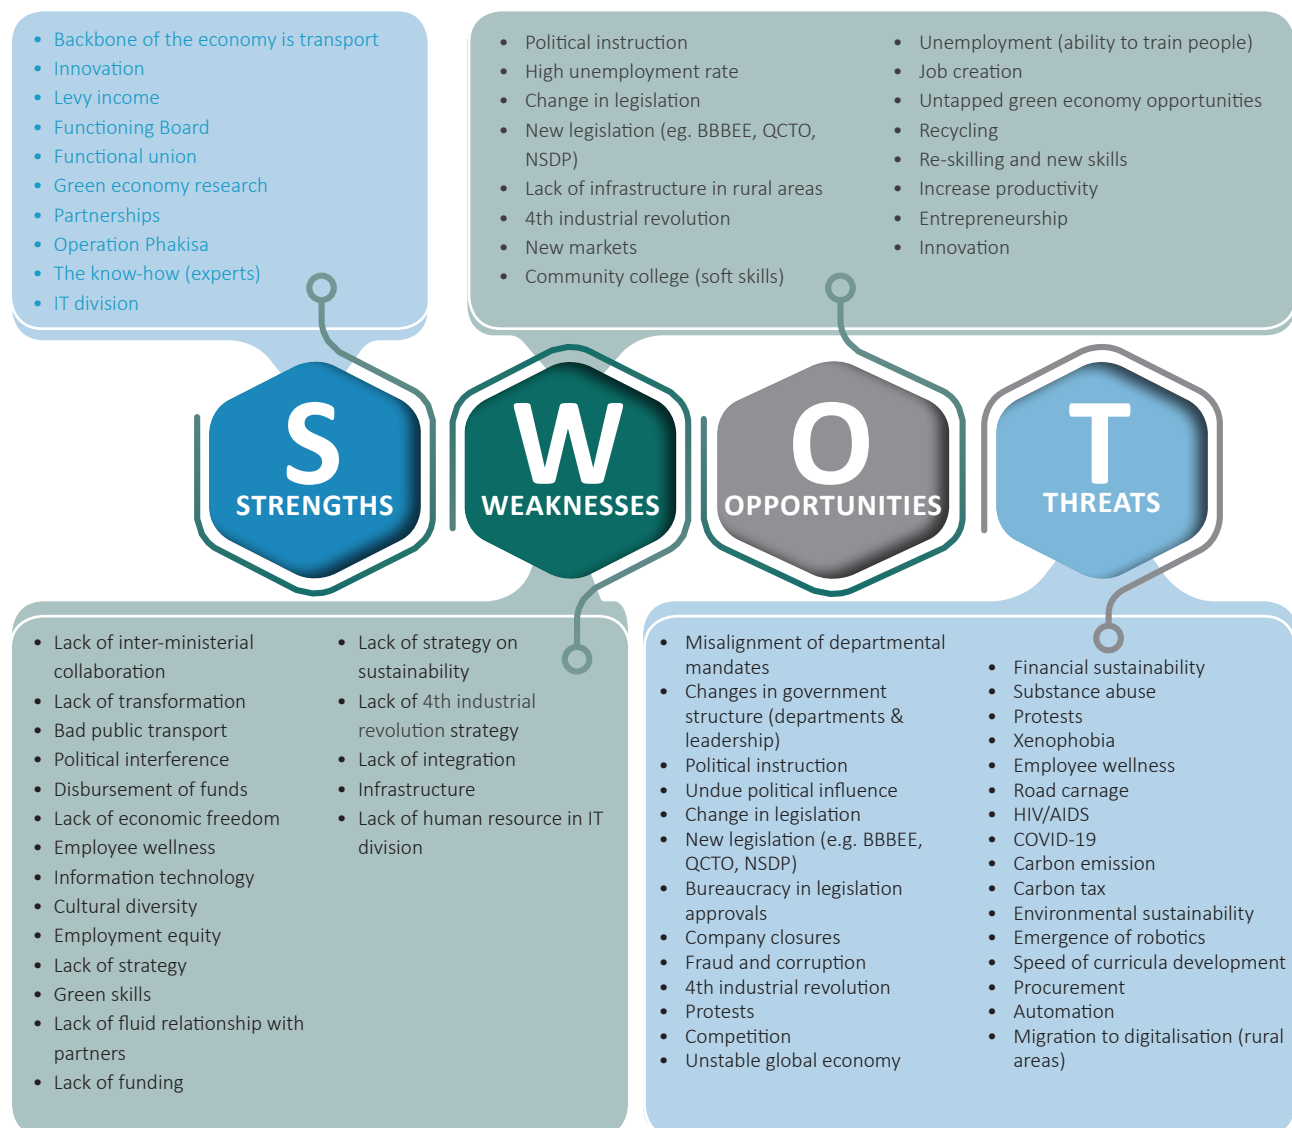 • Backbone of the economy is transport
• Innovation
• Levy income
• Functioning Board
• Functional union
• Green economy research
• Partnerships
• Operation Phakisa
• The know-how (experts)
• IT division
• Political instruction
• High unemployment rate
• Change in legislation
• New legislation (eg. BBBEE, QCTO,
NSDP)
• Lack of infrastructure in rural areas
• 4th industrial revolution
• New markets
• Community college (soft skills)
• Unemployment (ability to train people)
• Job creation
• Untapped green economy opportunities
• Recycling
• Re-skilling and new skills
• Increase productivity
• Entrepreneurship
• Innovation
S
STRENGTHS
W
WEAKNESSES
O
OPPORTUNITIES
T
THREATS
• Lack of inter-ministerial
collaboration
• Lack of transformation
• Bad public transport
• Political interference
• Disbursement of funds
• Lack of economic freedom
• Employee wellness
• Information technology
• Cultural diversity
• Employment equity
• Lack of strategy
• Green skills
• Lack of fluid relationship with
partners
• Lack of funding
• Lack of strategy on
sustainability
• Lack of 4th industrial
revolution strategy
• Lack of integration
• Infrastructure
• Lack of human resource in IT
division
• Misalignment of departmental
mandates
• Changes in government
structure (departments &
leadership)
• Political instruction
• Undue political influence
• Change in legislation
• New legislation (e.g. BBBEE,
QCTO, NSDP)
• Bureaucracy in legislation
approvals
• Company closures
• Fraud and corruption
• 4th industrial revolution
• Protests
• Competition
• Unstable global economy
• Financial sustainability
• Substance abuse
• Protests
• Xenophobia
• Employee wellness
• Road carnage
• HIV/AIDS
• COVID-19
• Carbon emission
• Carbon tax
• Environmental sustainability
• Emergence of robotics
• Speed of curricula development
• Procurement
• Automation
• Migration to digitalisation (rural
areas)